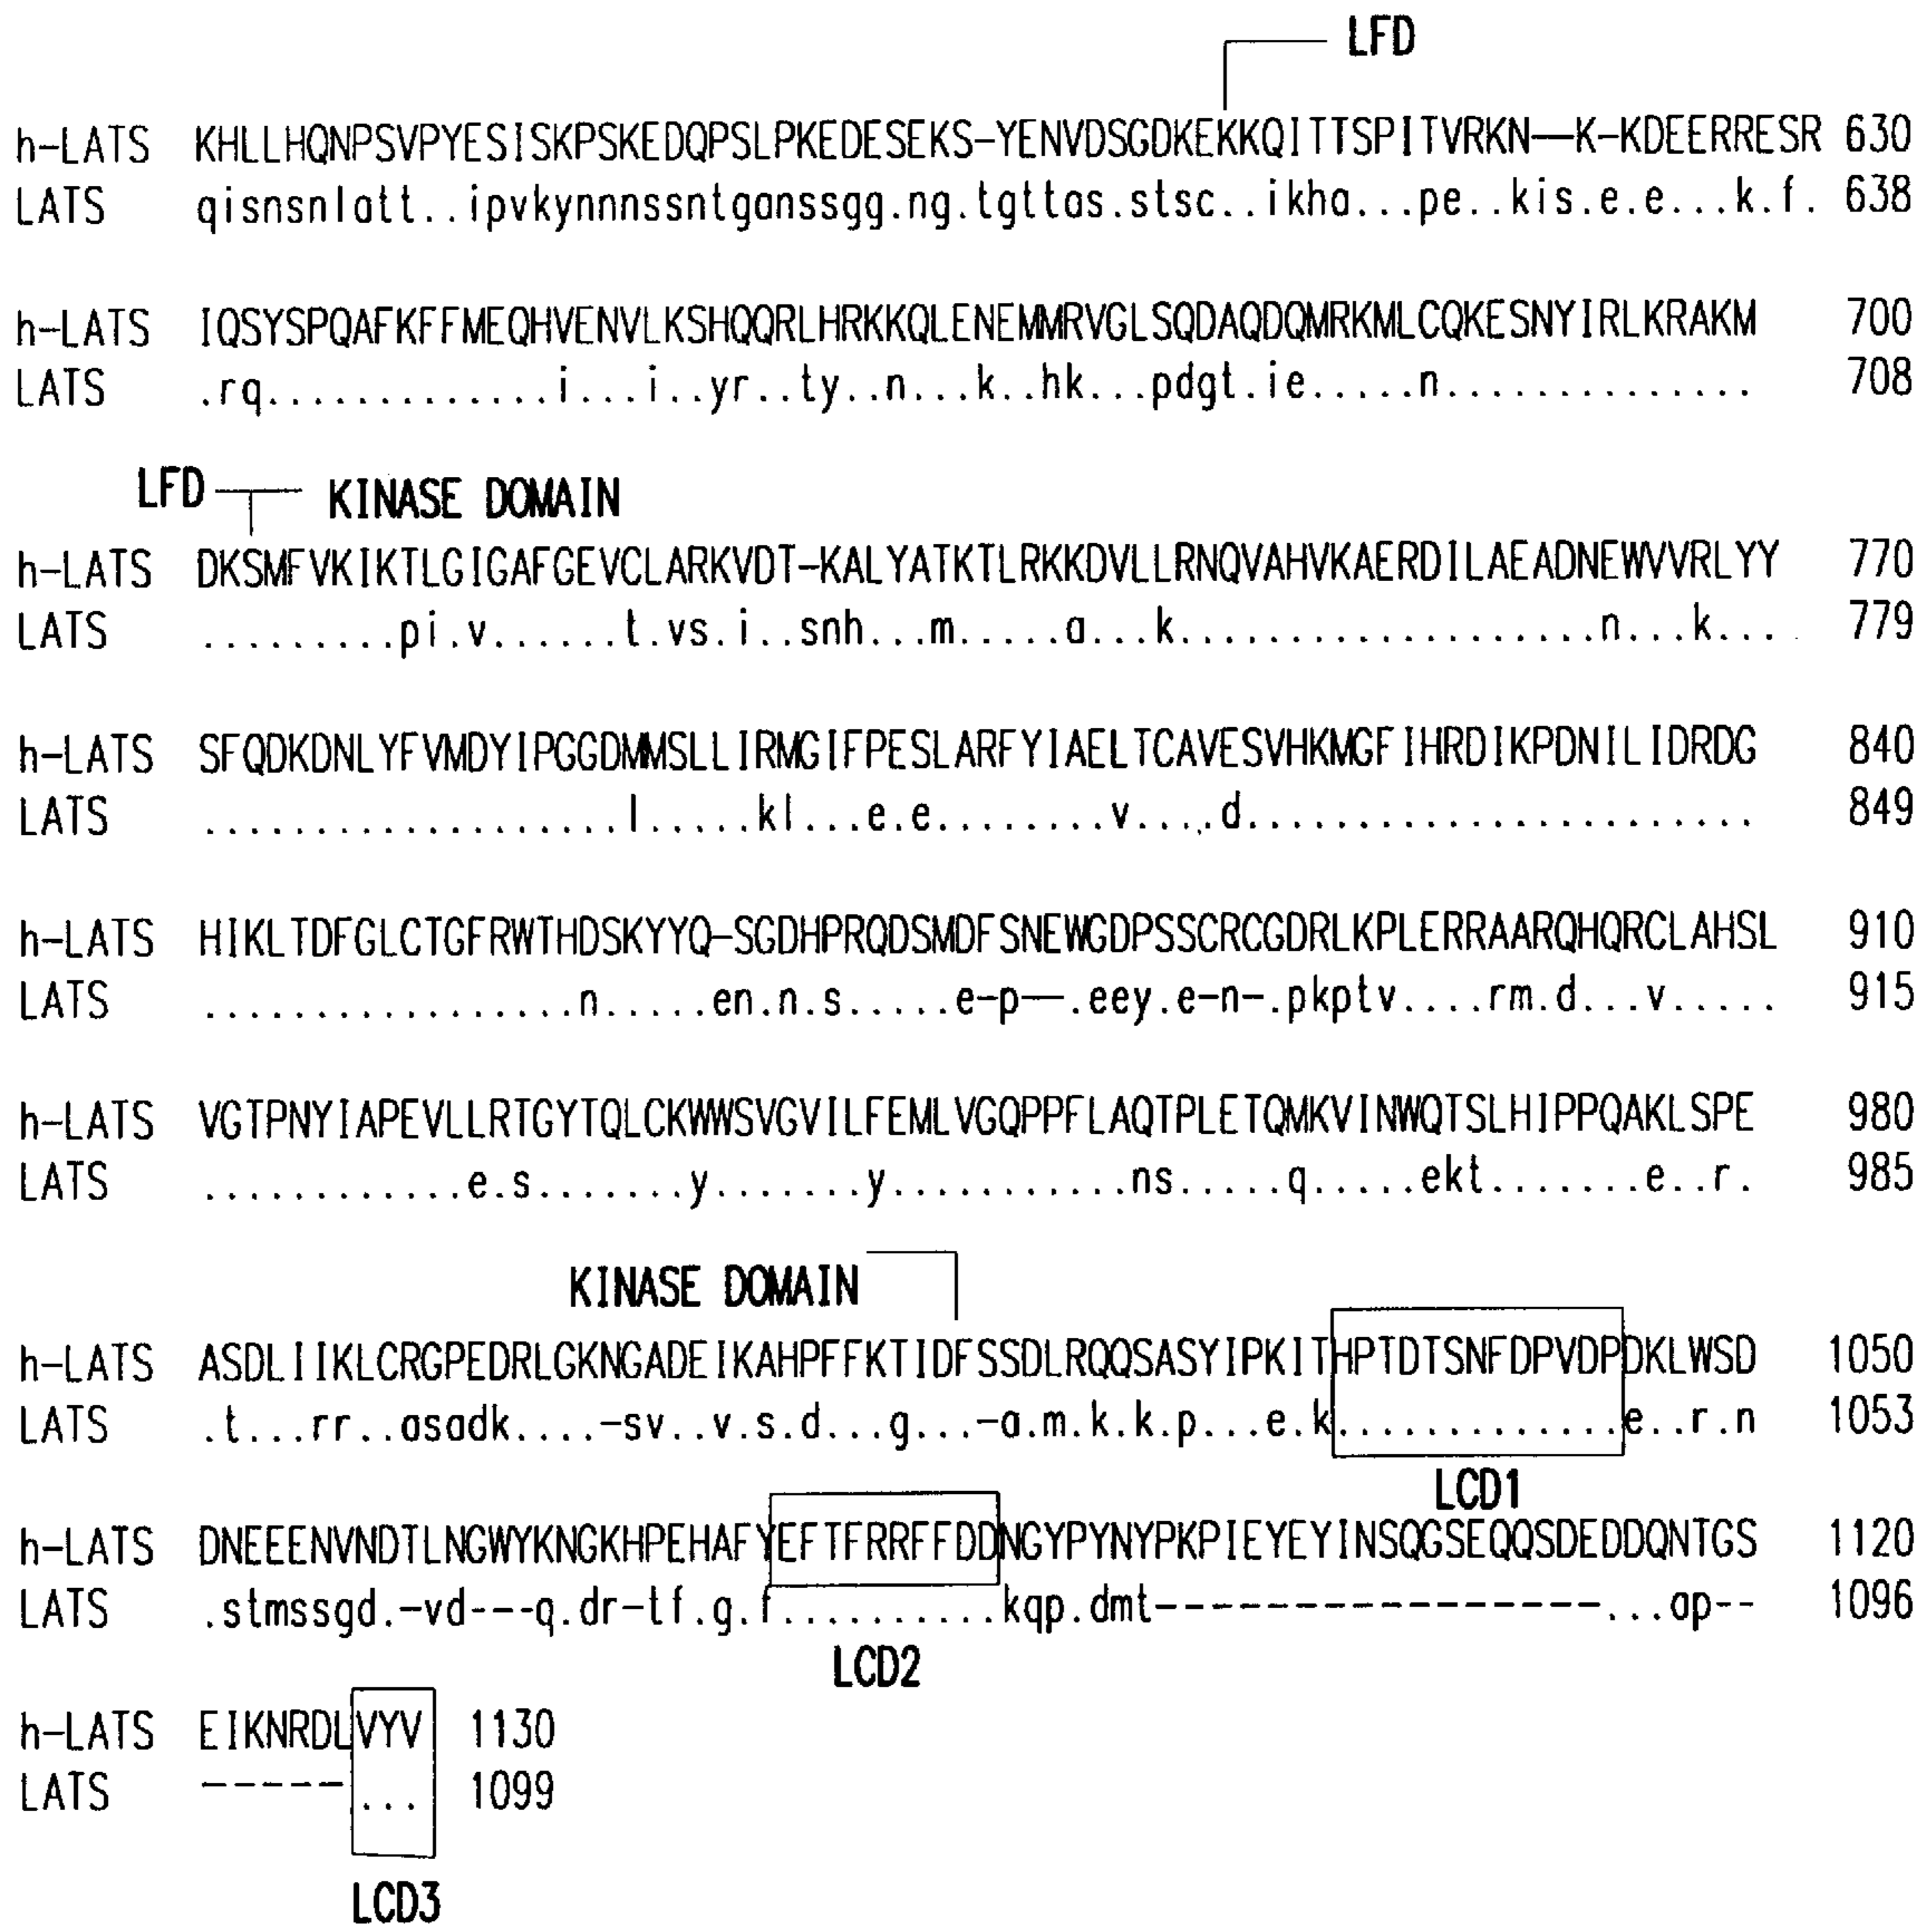 LFD
h-LATS KHLLHQNPSVPYESISKPSKEDQPSLPKEDESEKS-YENVDSGDKEKKQITTSPITVRKN—K-KDEERRESR 630
LATS qisnsnlatt..ipvkynnnssntganssgg.ng.tgttas.stsc..ikha...pe..kis.e.e...k.f. 638
h-LATS IQSYSPQAFKFFMEQHVENVLKSHQQRLHRKKQLENEMMRVGLSQDAQDQMRKMLCQKESNYIRLKRAKM 700
LATS .rq.............i...i..yr..ty..n...k..hk...pdgt.ie.....n.............. 708
LFD KINASE DOMAIN
h-LATS DKSMFVKIKTLGIGAFGEVCLARKVDT-KALYATKTLRKKDVLLRNQVAHVKAERDILAEADNEWVVRLYY 770
LATS .........pi.v......t.vs.i..snh...m.....a...k...................n...k... 779
h-LATS SFQDKDNLYFVMDYIPGGDMMSLLIRMGIFPESLARFYIAELTCAVESVHKMGFIHRDIKPDNILIDRDG 840
LATS ...................l.....kl...e.e........v....d....................... 849
h-LATS HIKLTDFGLCTGFRWTHDSKYYQ-SGDHPRQDSMDFSNEWGDPSSCRCGDRLKPLERRAARQHQRCLAHSL 910
LATS .................n.....en.n.s.....e-p—.eey.e-n-.pkptv....rm.d...v..... 915
h-LATS VGTPNYIAPEVLLRTGYTQLCKWWSVGVILFEMLVGQPPFLAQTPLETQMKVINWQTSLHIPPQAKLSPE 980
LATS ............e.s.......y.......y...........ns.....q.....ekt.......e..r. 985
KINASE DOMAIN
h-LATS ASDLIIKLCRGPEDRLGKNGADEIKAHPFFKTIDFSSDLRQQSASYIPKITHPTDTSNFDPVDPDKLWSD 1050
LATS .t...rr..asadk....-sv..v.s.d...g...-a.m.k.k.p...e.k.............e..r.n 1053
LCD1
h-LATS DNEEENVNDTLNGWYKNGKHPEHAFYEFTFRRFFDDNGYPYNYPKPIEYEYINSQGSEQQSDEDDQNTGS 1120
LATS .stmssgd.-vd---q.dr-tf.g.f..........kqp.dmt----------------...ap-- 1096
LCD2
h-LATS EIKNRDLVYV 1130
LATS ------... 1099
LCD3